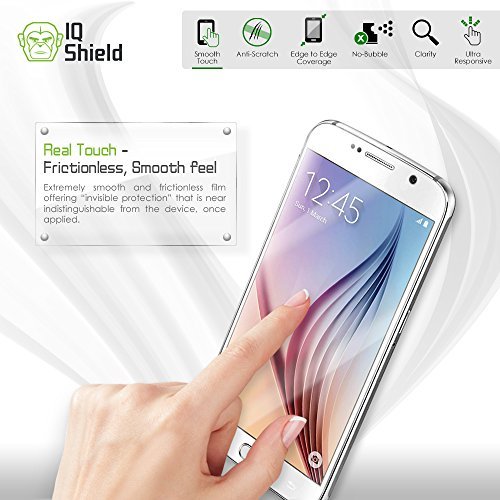 IQ
Shield
Smooth
Touch
Anti-Scratch
Edge to Edge
Coverage
No-Bubble
Clarity
Ultra
Responsive
Real Touch -
Frictionless, Smooth feel
Extremely smooth and frictionless film
offering "invisible protection" that is near
indistinguishable from the device, once
applied.
12:45
Sun, 1 March